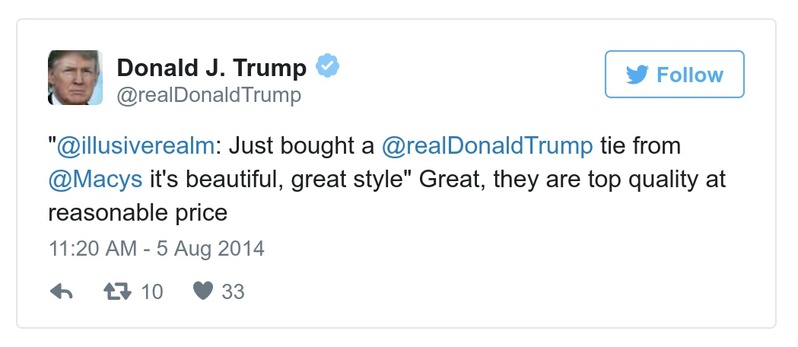 Donald J. Trump
@realDonaldTrump
Follow
"@illusiverealm: Just bought a @realDonaldTrump tie from
@Macys it's beautiful, great style" Great, they are top quality at
reasonable price
11:20 AM - 5 Aug 2014
10 33